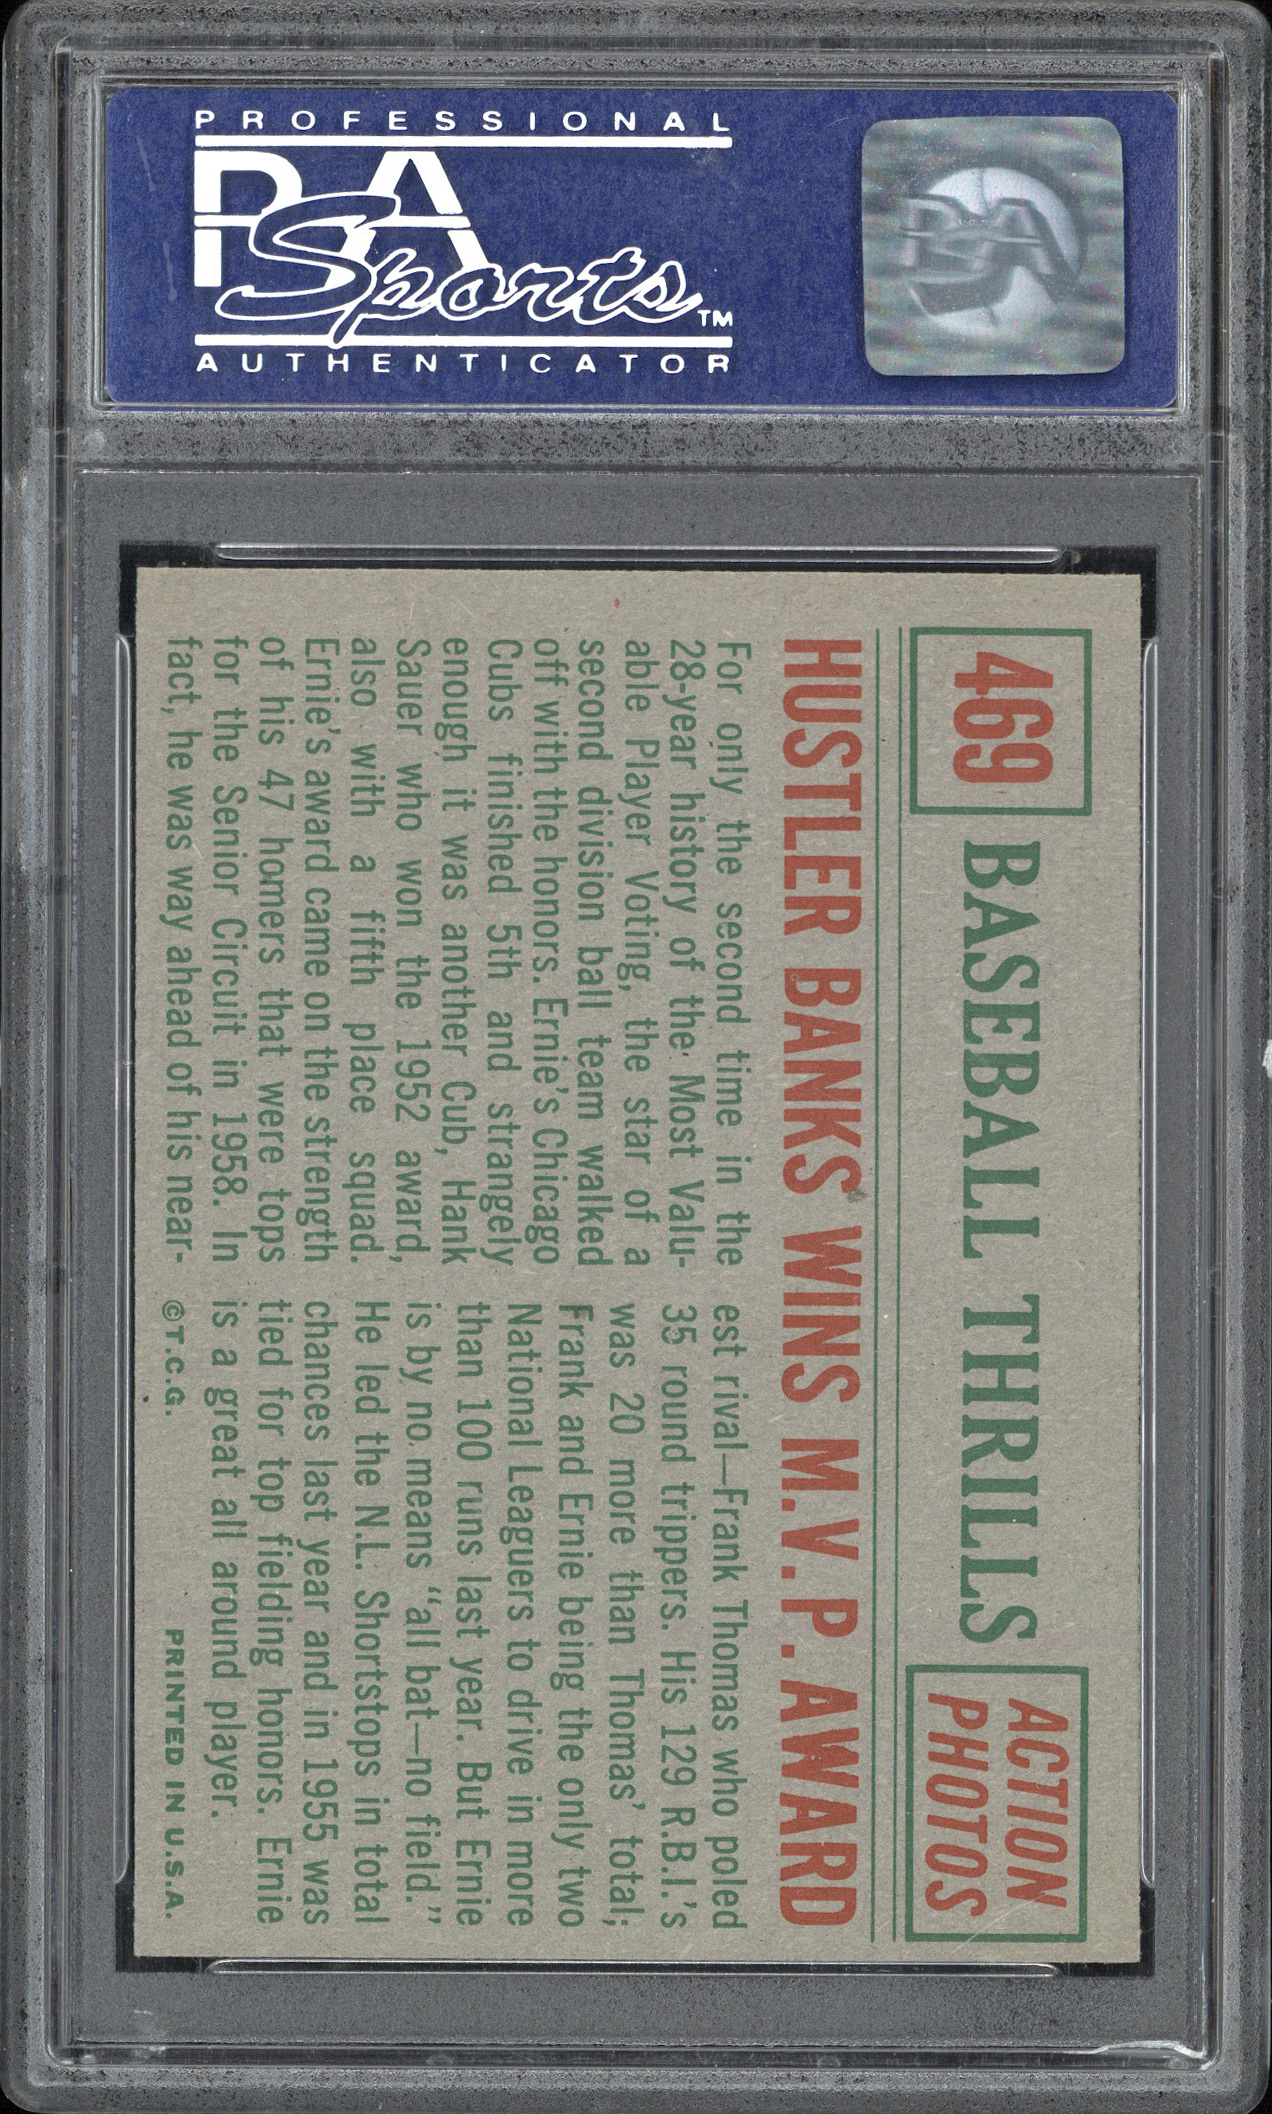 PROFESSIONAL
PSA
Sports™
AUTHENTICATOR
PSA
469
BASEBALL THRILLS
ACTION
PHOTOS
HUSTLER BANKS WINS M.V.P. AWARD
For only the second time in the
28-year history of the Most Valu-
able Player Voting, the star of a
second division ball team walked
off with the honors. Ernie's Chicago
Cubs finished 5th and strangely
enough, it was another Cub, Hank
Sauer who won the 1952 award,
also with a fifth place squad.
Ernie's award came on the strength
of his 47 homers that were tops
for the Senior Circuit in 1958. In
fact, he was way ahead of his near-
est rival—Frank Thomas who poled
35 round trippers. His 129 R.B.I.'s
was 20 more than Thomas' total;
Frank and Ernie being the only two
National Leaguers to drive in more
than 100 runs last year. But Ernie
is by no means "all bat—no field."
He led the N.L. Shortstops in total
chances last year and in 1955 was
tied for top fielding honors. Ernie
is a great all around player.
©T.C.G.
PRINTED IN U.S.A.